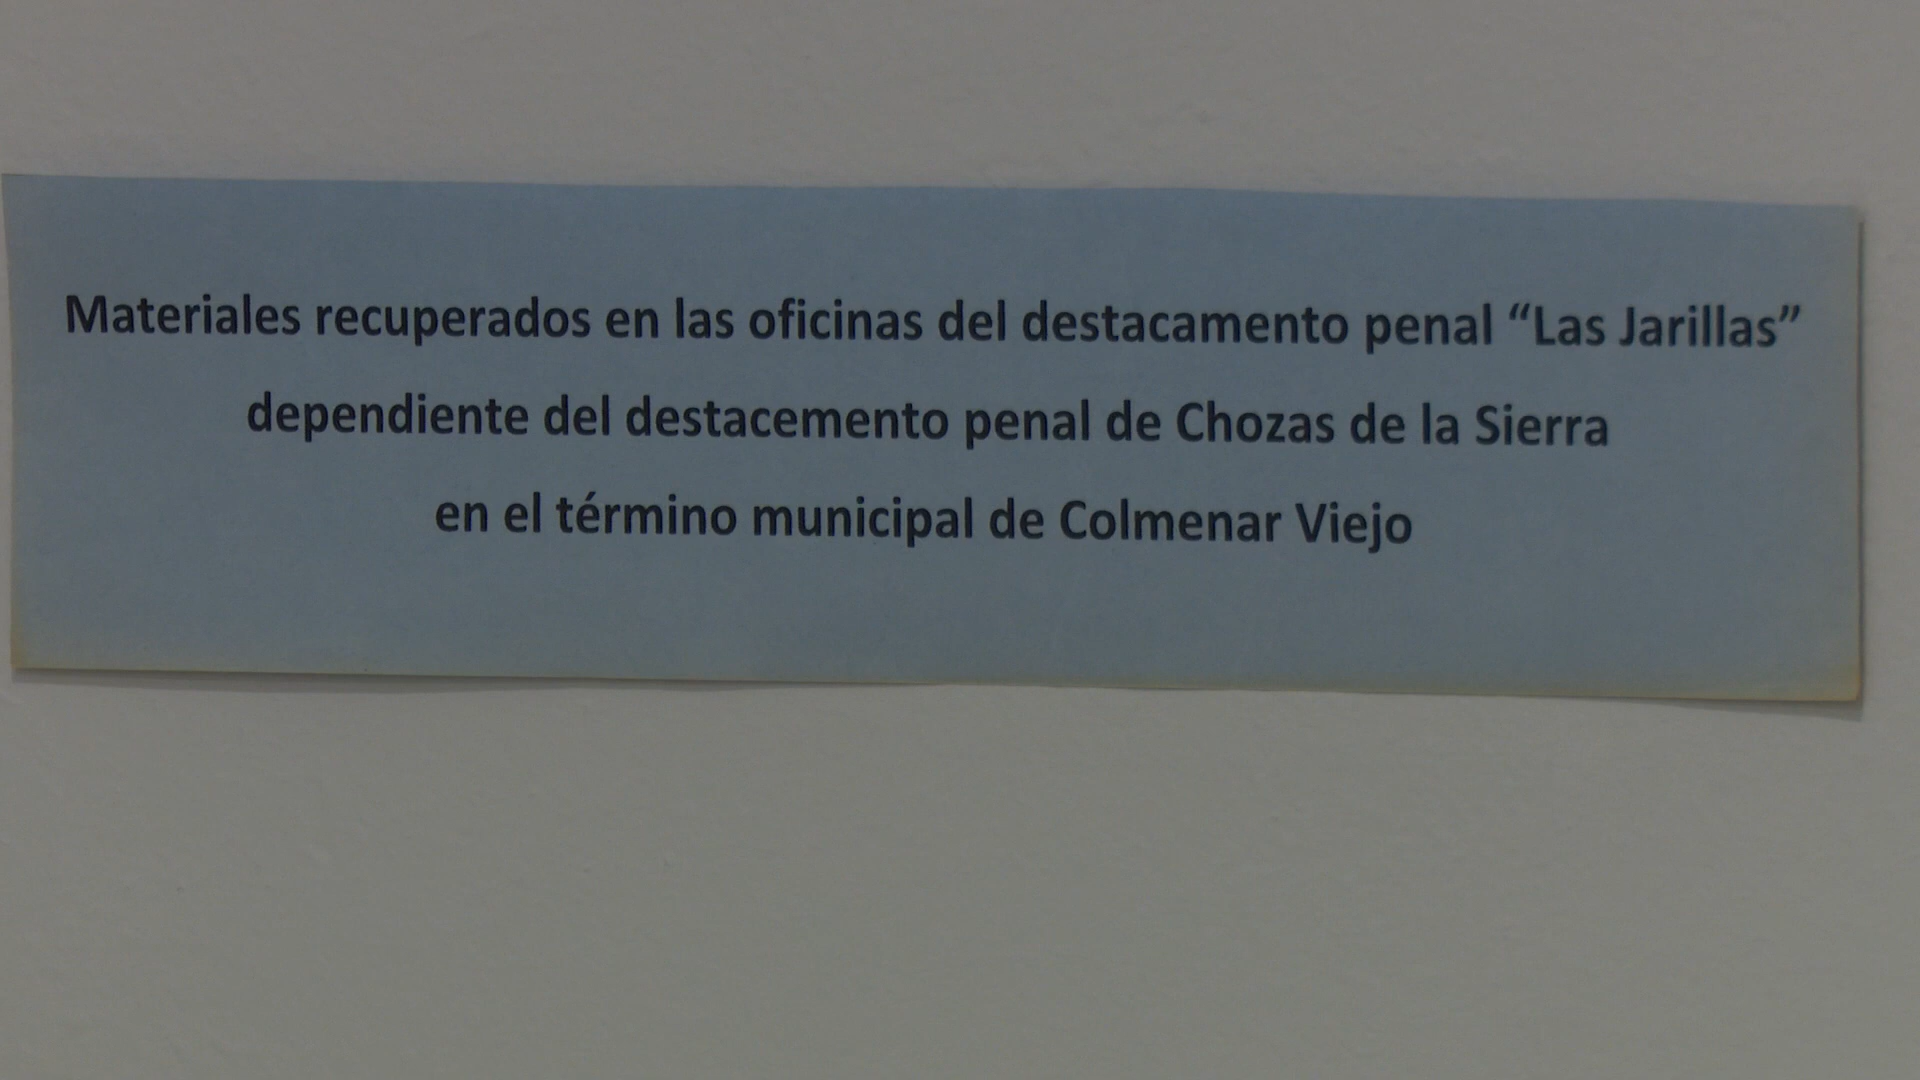 Materiales recuperados en las oficinas del destacamento penal “Las Jarillas”
dependiente del destacemento penal de Chozas de la Sierra
en el término municipal de Colmenar Viejo